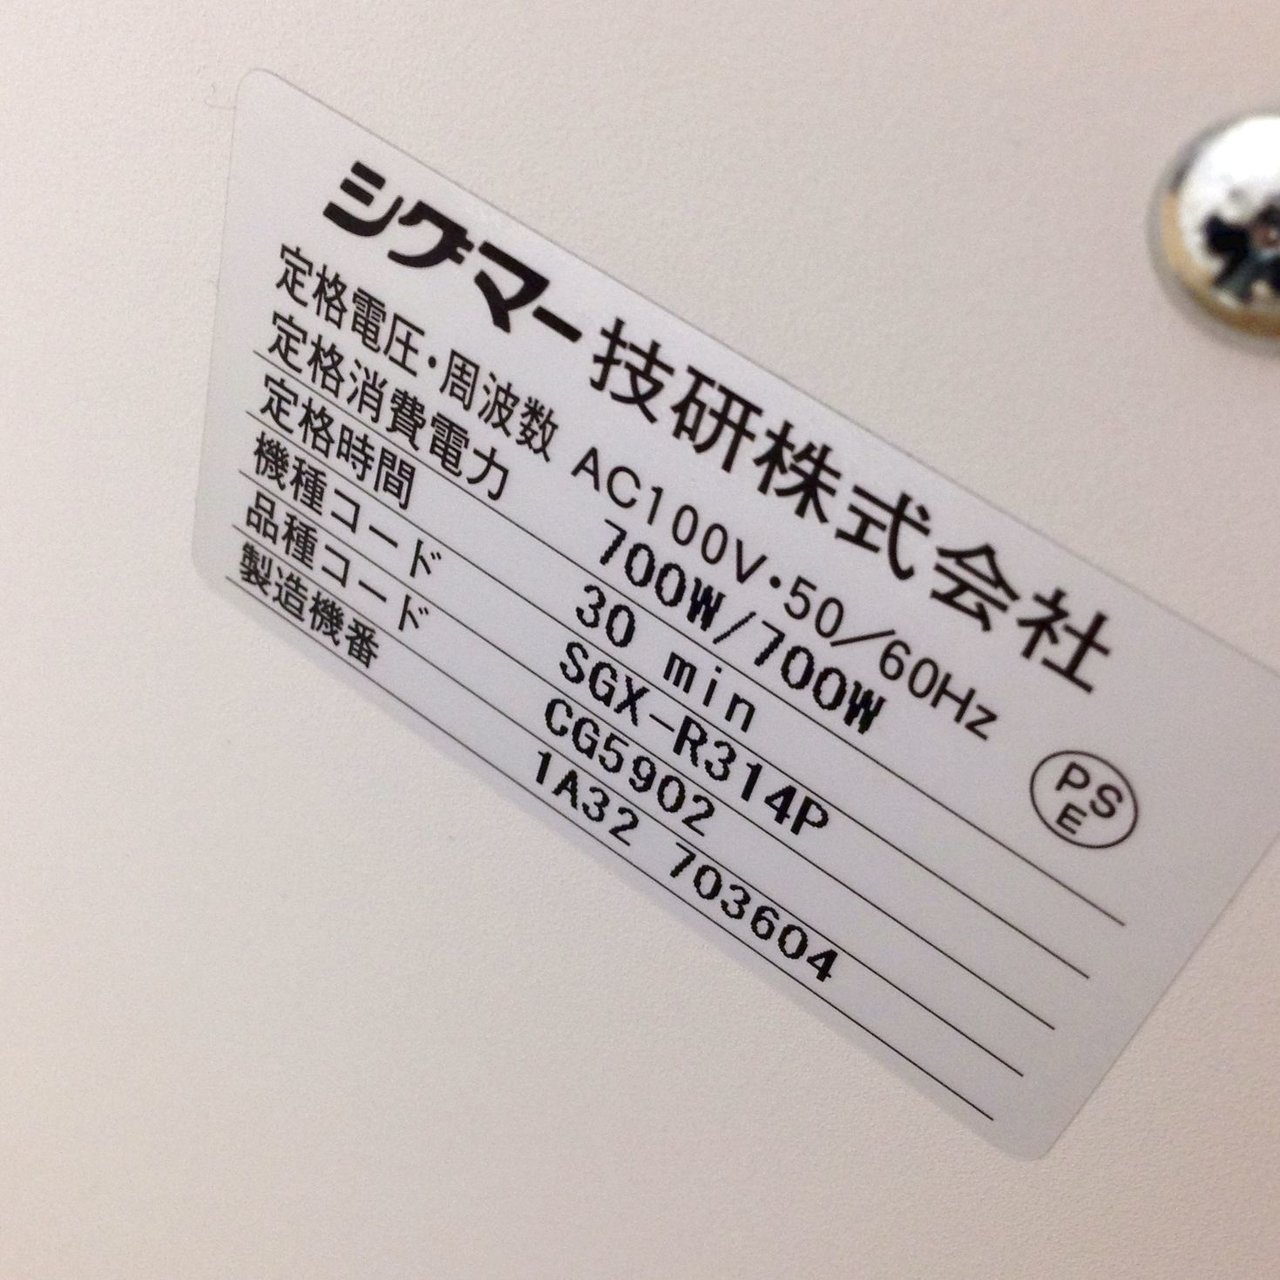 シグマー技研株式会社
定格電圧・周波数 AC100V・50/60Hz
定格消費電力 700W/700W
定格時間 30 min
機種コード SGX-R314P
品種コード CG5902
製造機番 1A32 703604
PSE